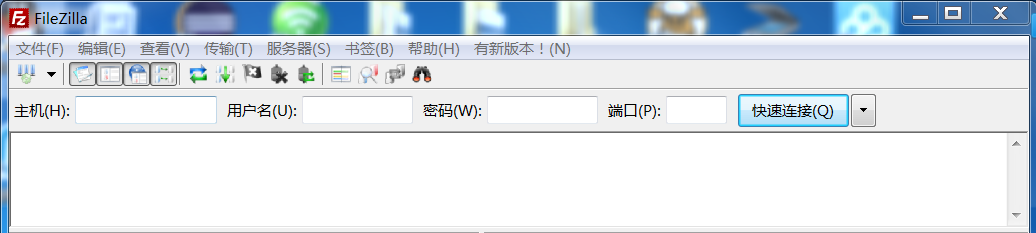 FileZilla
文件(F) 编辑(E) 查看(V) 传输(T) 服务器(S) 书签(B) 帮助(H) 有新版本！(N)
主机(H): 用户名(U): 密码(W): 端口(P): 快速连接(Q)